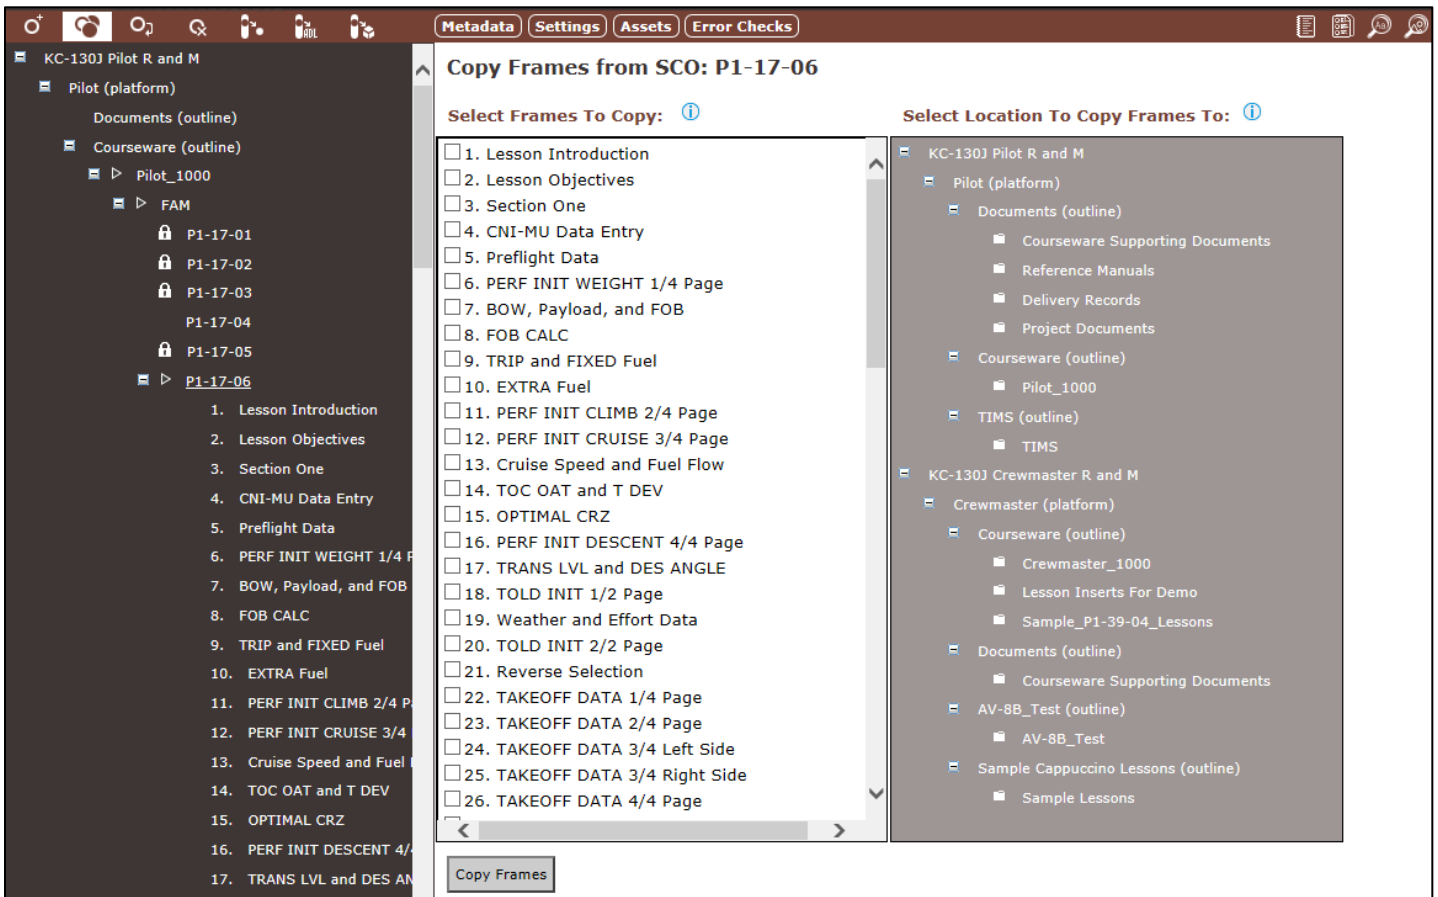 Metadata Settings Assets Error Checks
KC-130J Pilot R and M
Pilot (platform)
Documents (outline)
Courseware (outline)
Pilot_1000
FAM
P1-17-01
P1-17-02
P1-17-03
P1-17-04
P1-17-05
P1-17-06
1. Lesson Introduction
2. Lesson Objectives
3. Section One
4. CNI-MU Data Entry
5. Preflight Data
6. PERF INIT WEIGHT 1/4
7. BOW, Payload, and FOB
8. FOB CALC
9. TRIP and FIXED Fuel
10. EXTRA Fuel
11. PERF INIT CLIMB 2/4
12. PERF INIT CRUISE 3/4
13. Cruise Speed and Fuel
14. TOC OAT and T DEV
15. OPTIMAL CRZ
16. PERF INIT DESCENT 4/
17. TRANS LVL and DES AN
Copy Frames from SCO: P1-17-06
Select Frames To Copy:
1. Lesson Introduction
2. Lesson Objectives
3. Section One
4. CNI-MU Data Entry
5. Preflight Data
6. PERF INIT WEIGHT 1/4 Page
7. BOW, Payload, and FOB
8. FOB CALC
9. TRIP and FIXED Fuel
10. EXTRA Fuel
11. PERF INIT CLIMB 2/4 Page
12. PERF INIT CRUISE 3/4 Page
13. Cruise Speed and Fuel Flow
14. TOC OAT and T DEV
15. OPTIMAL CRZ
16. PERF INIT DESCENT 4/4 Page
17. TRANS LVL and DES ANGLE
18. TOLD INIT 1/2 Page
19. Weather and Effort Data
20. TOLD INIT 2/2 Page
21. Reverse Selection
22. TAKEOFF DATA 1/4 Page
23. TAKEOFF DATA 2/4 Page
24. TAKEOFF DATA 3/4 Left Side
25. TAKEOFF DATA 3/4 Right Side
26. TAKEOFF DATA 4/4 Page
Copy Frames
Select Location To Copy Frames To:
KC-130J Pilot R and M
Pilot (platform)
Documents (outline)
Courseware Supporting Documents
Reference Manuals
Delivery Records
Project Documents
Courseware (outline)
Pilot_1000
TIMS (outline)
TIMS
KC-130J Crewmaster R and M
Crewmaster (platform)
Courseware (outline)
Crewmaster_1000
Lesson Inserts For Demo
Sample_P1-39-04_Lessons
Documents (outline)
Courseware Supporting Documents
AV-8B_Test (outline)
AV-8B_Test
Sample Cappuccino Lessons (outline)
Sample Lessons